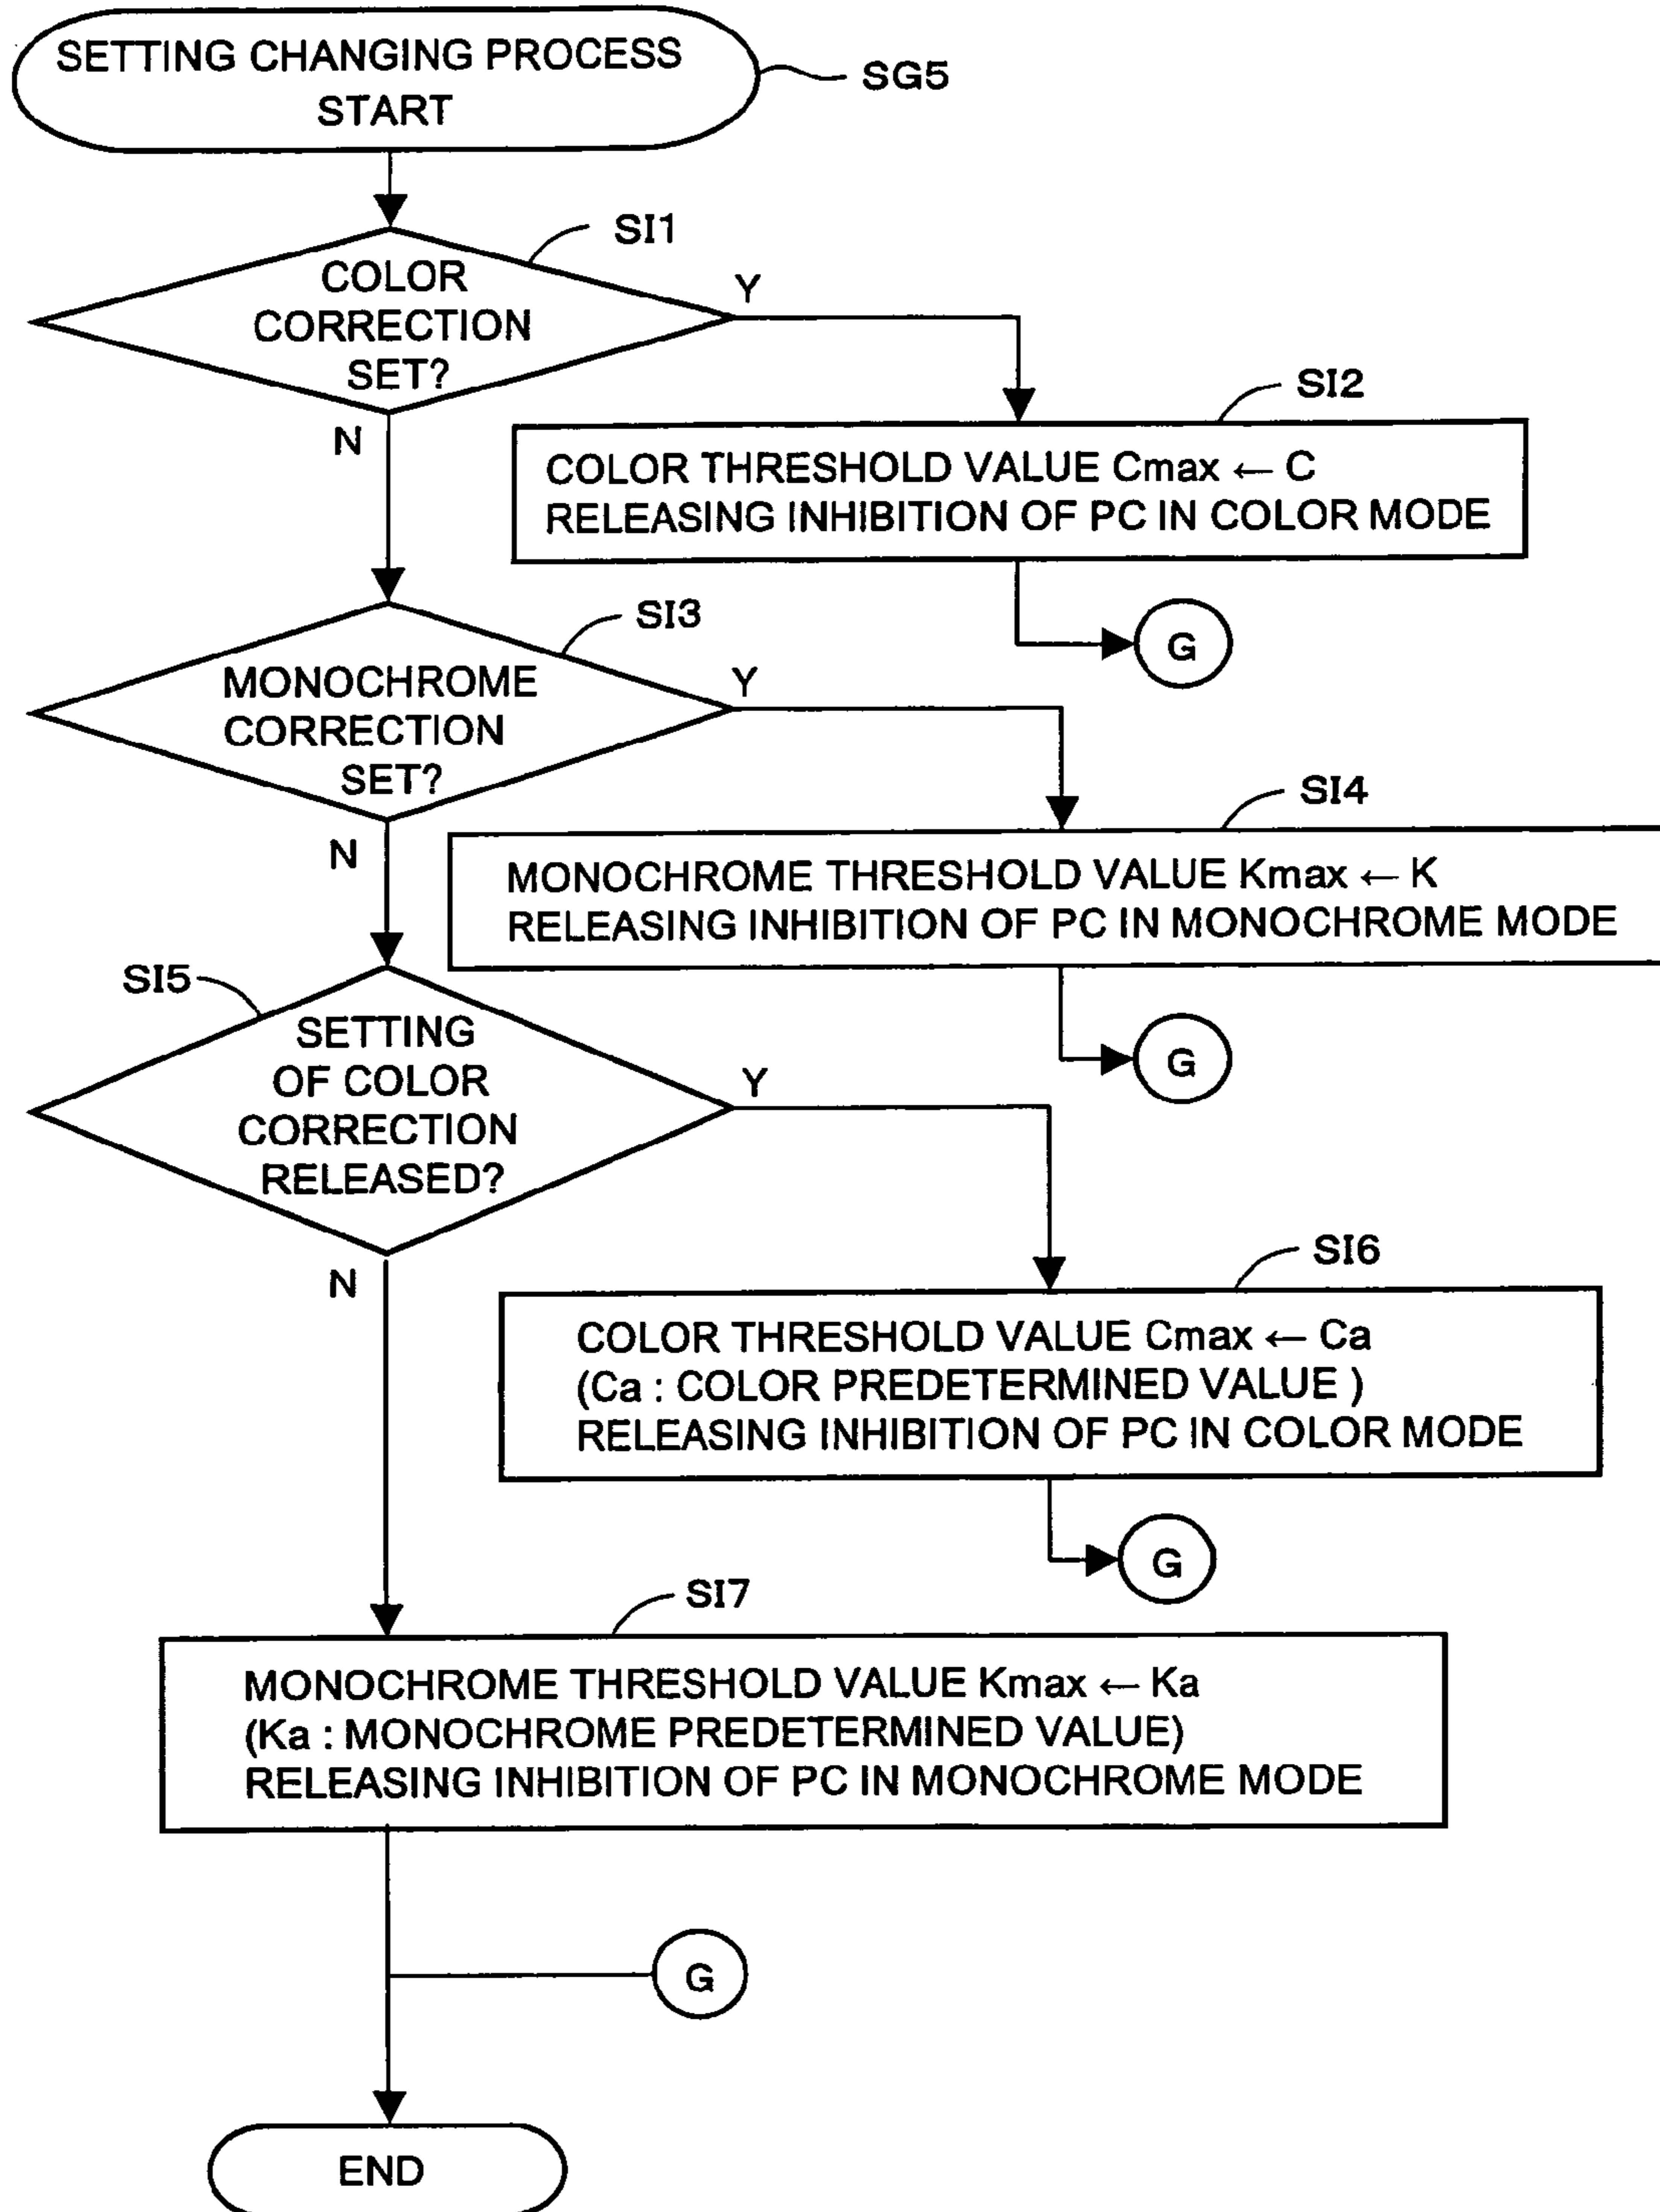 SETTING CHANGING PROCESS
START
SG5
SI1
COLOR
CORRECTION
SET?
Y
N
SI2
COLOR THRESHOLD VALUE Cmax ← C
RELEASING INHIBITION OF PC IN COLOR MODE
G
SI3
MONOCHROME
CORRECTION
SET?
Y
N
SI4
MONOCHROME THRESHOLD VALUE Kmax ← K
RELEASING INHIBITION OF PC IN MONOCHROME MODE
G
SI5
SETTING
OF COLOR
CORRECTION
RELEASED?
Y
N
SI6
COLOR THRESHOLD VALUE Cmax ← Ca
(Ca : COLOR PREDETERMINED VALUE )
RELEASING INHIBITION OF PC IN COLOR MODE
G
SI7
MONOCHROME THRESHOLD VALUE Kmax ← Ka
(Ka : MONOCHROME PREDETERMINED VALUE)
RELEASING INHIBITION OF PC IN MONOCHROME MODE
G
END